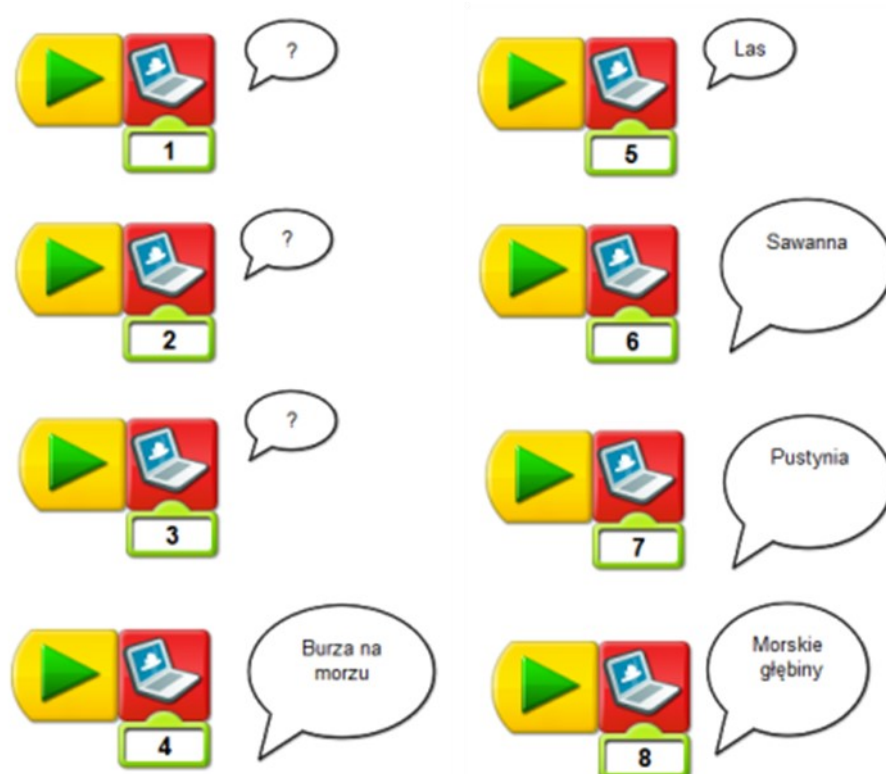 ?
1
?
2
?
3
Burza na
morzu
4
Las
5
Sawanna
6
Pustynia
7
Morskie
głębiny
8